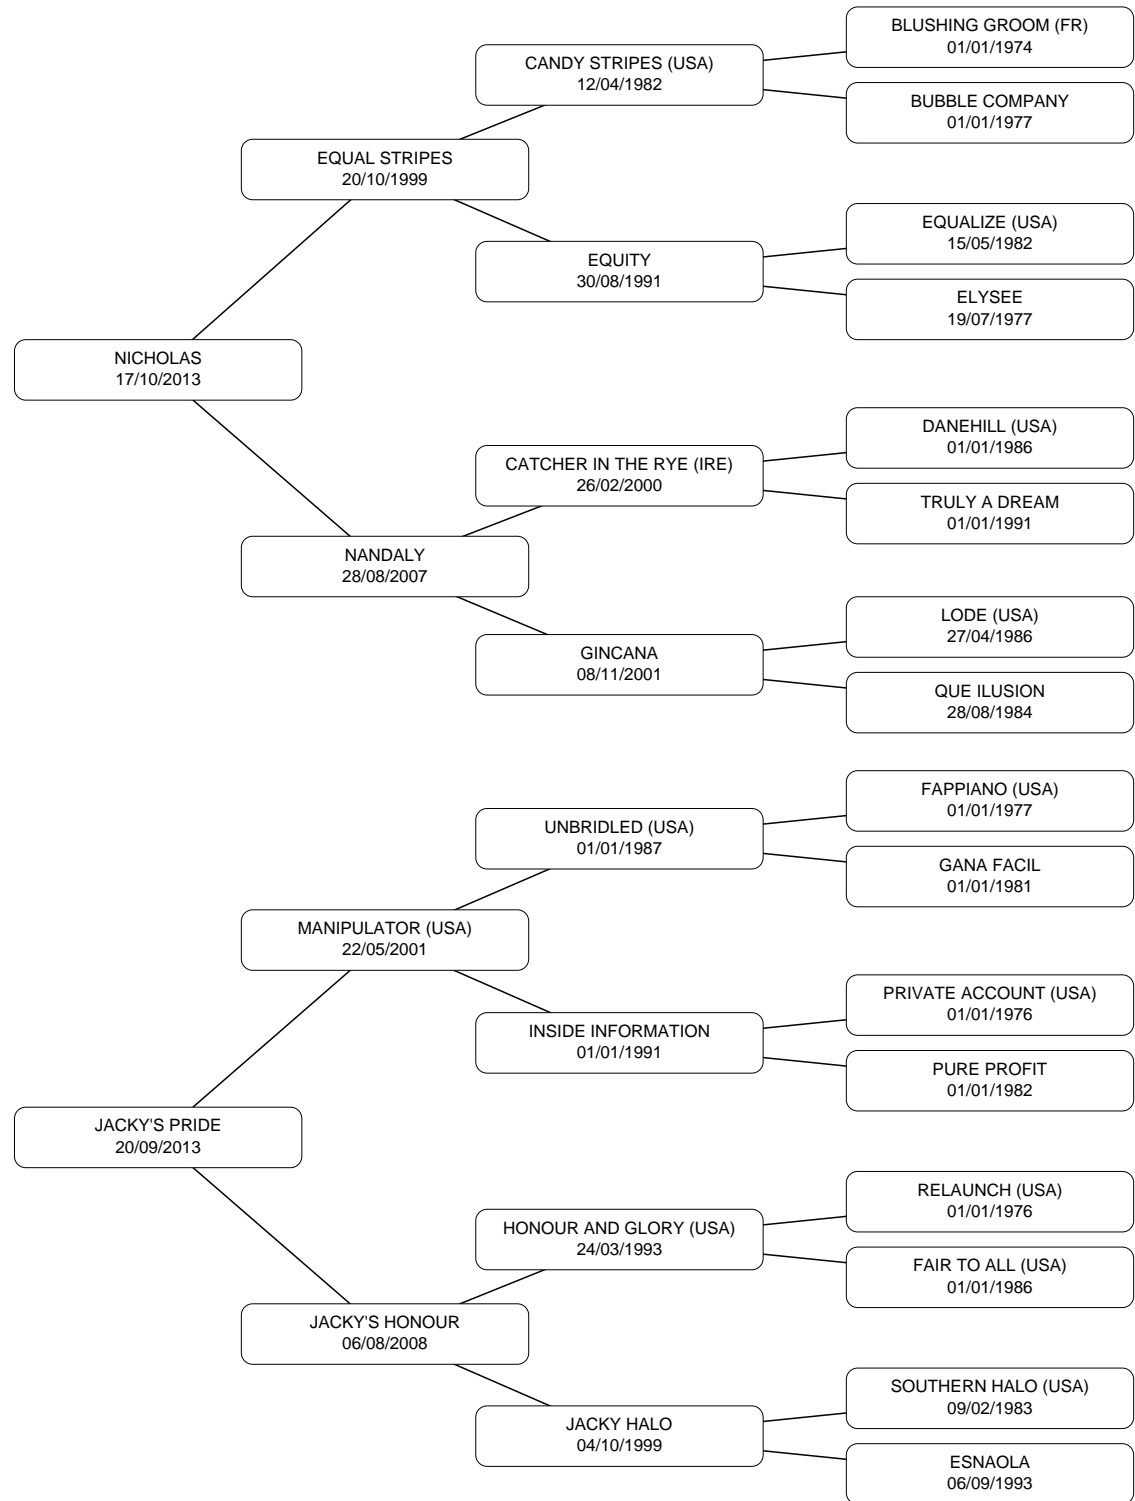 BLUSHING GROOM (FR)
01/01/1974
CANDY STRIPES (USA)
12/04/1982
BUBBLE COMPANY
01/01/1977
EQUAL STRIPES
20/10/1999
EQUALIZE (USA)
15/05/1982
EQUITY
30/08/1991
ELYSEE
19/07/1977
NICHOLAS
17/10/2013
DANEHILL (USA)
01/01/1986
CATCHER IN THE RYE (IRE)
26/02/2000
TRULY A DREAM
01/01/1991
NANDALY
28/08/2007
LODE (USA)
27/04/1986
GINCANA
08/11/2001
QUE ILUSION
28/08/1984
FAPPIANO (USA)
01/01/1977
UNBRIDLED (USA)
01/01/1987
GANA FACIL
01/01/1981
MANIPULATOR (USA)
22/05/2001
PRIVATE ACCOUNT (USA)
01/01/1976
INSIDE INFORMATION
01/01/1991
PURE PROFIT
01/01/1982
JACKY'S PRIDE
20/09/2013
RELAUNCH (USA)
01/01/1976
HONOUR AND GLORY (USA)
24/03/1993
FAIR TO ALL (USA)
01/01/1986
JACKY'S HONOUR
06/08/2008
SOUTHERN HALO (USA)
09/02/1983
JACKY HALO
04/10/1999
ESNAOLA
06/09/1993